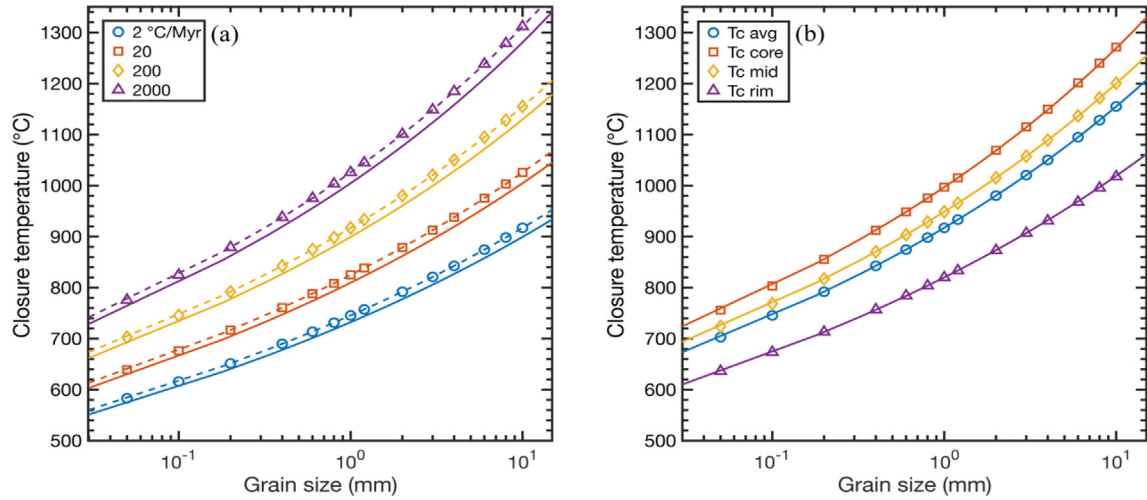 (a)
2 °C/Myr
20
200
2000
Closure temperature (°C)
1300
1200
1100
1000
900
800
700
600
500
10⁻¹ 10⁰ 10¹
Grain size (mm)
(b)
Tc avg
Tc core
Tc mid
Tc rim
Closure temperature (°C)
1300
1200
1100
1000
900
800
700
600
500
10⁻¹ 10⁰ 10¹
Grain size (mm)